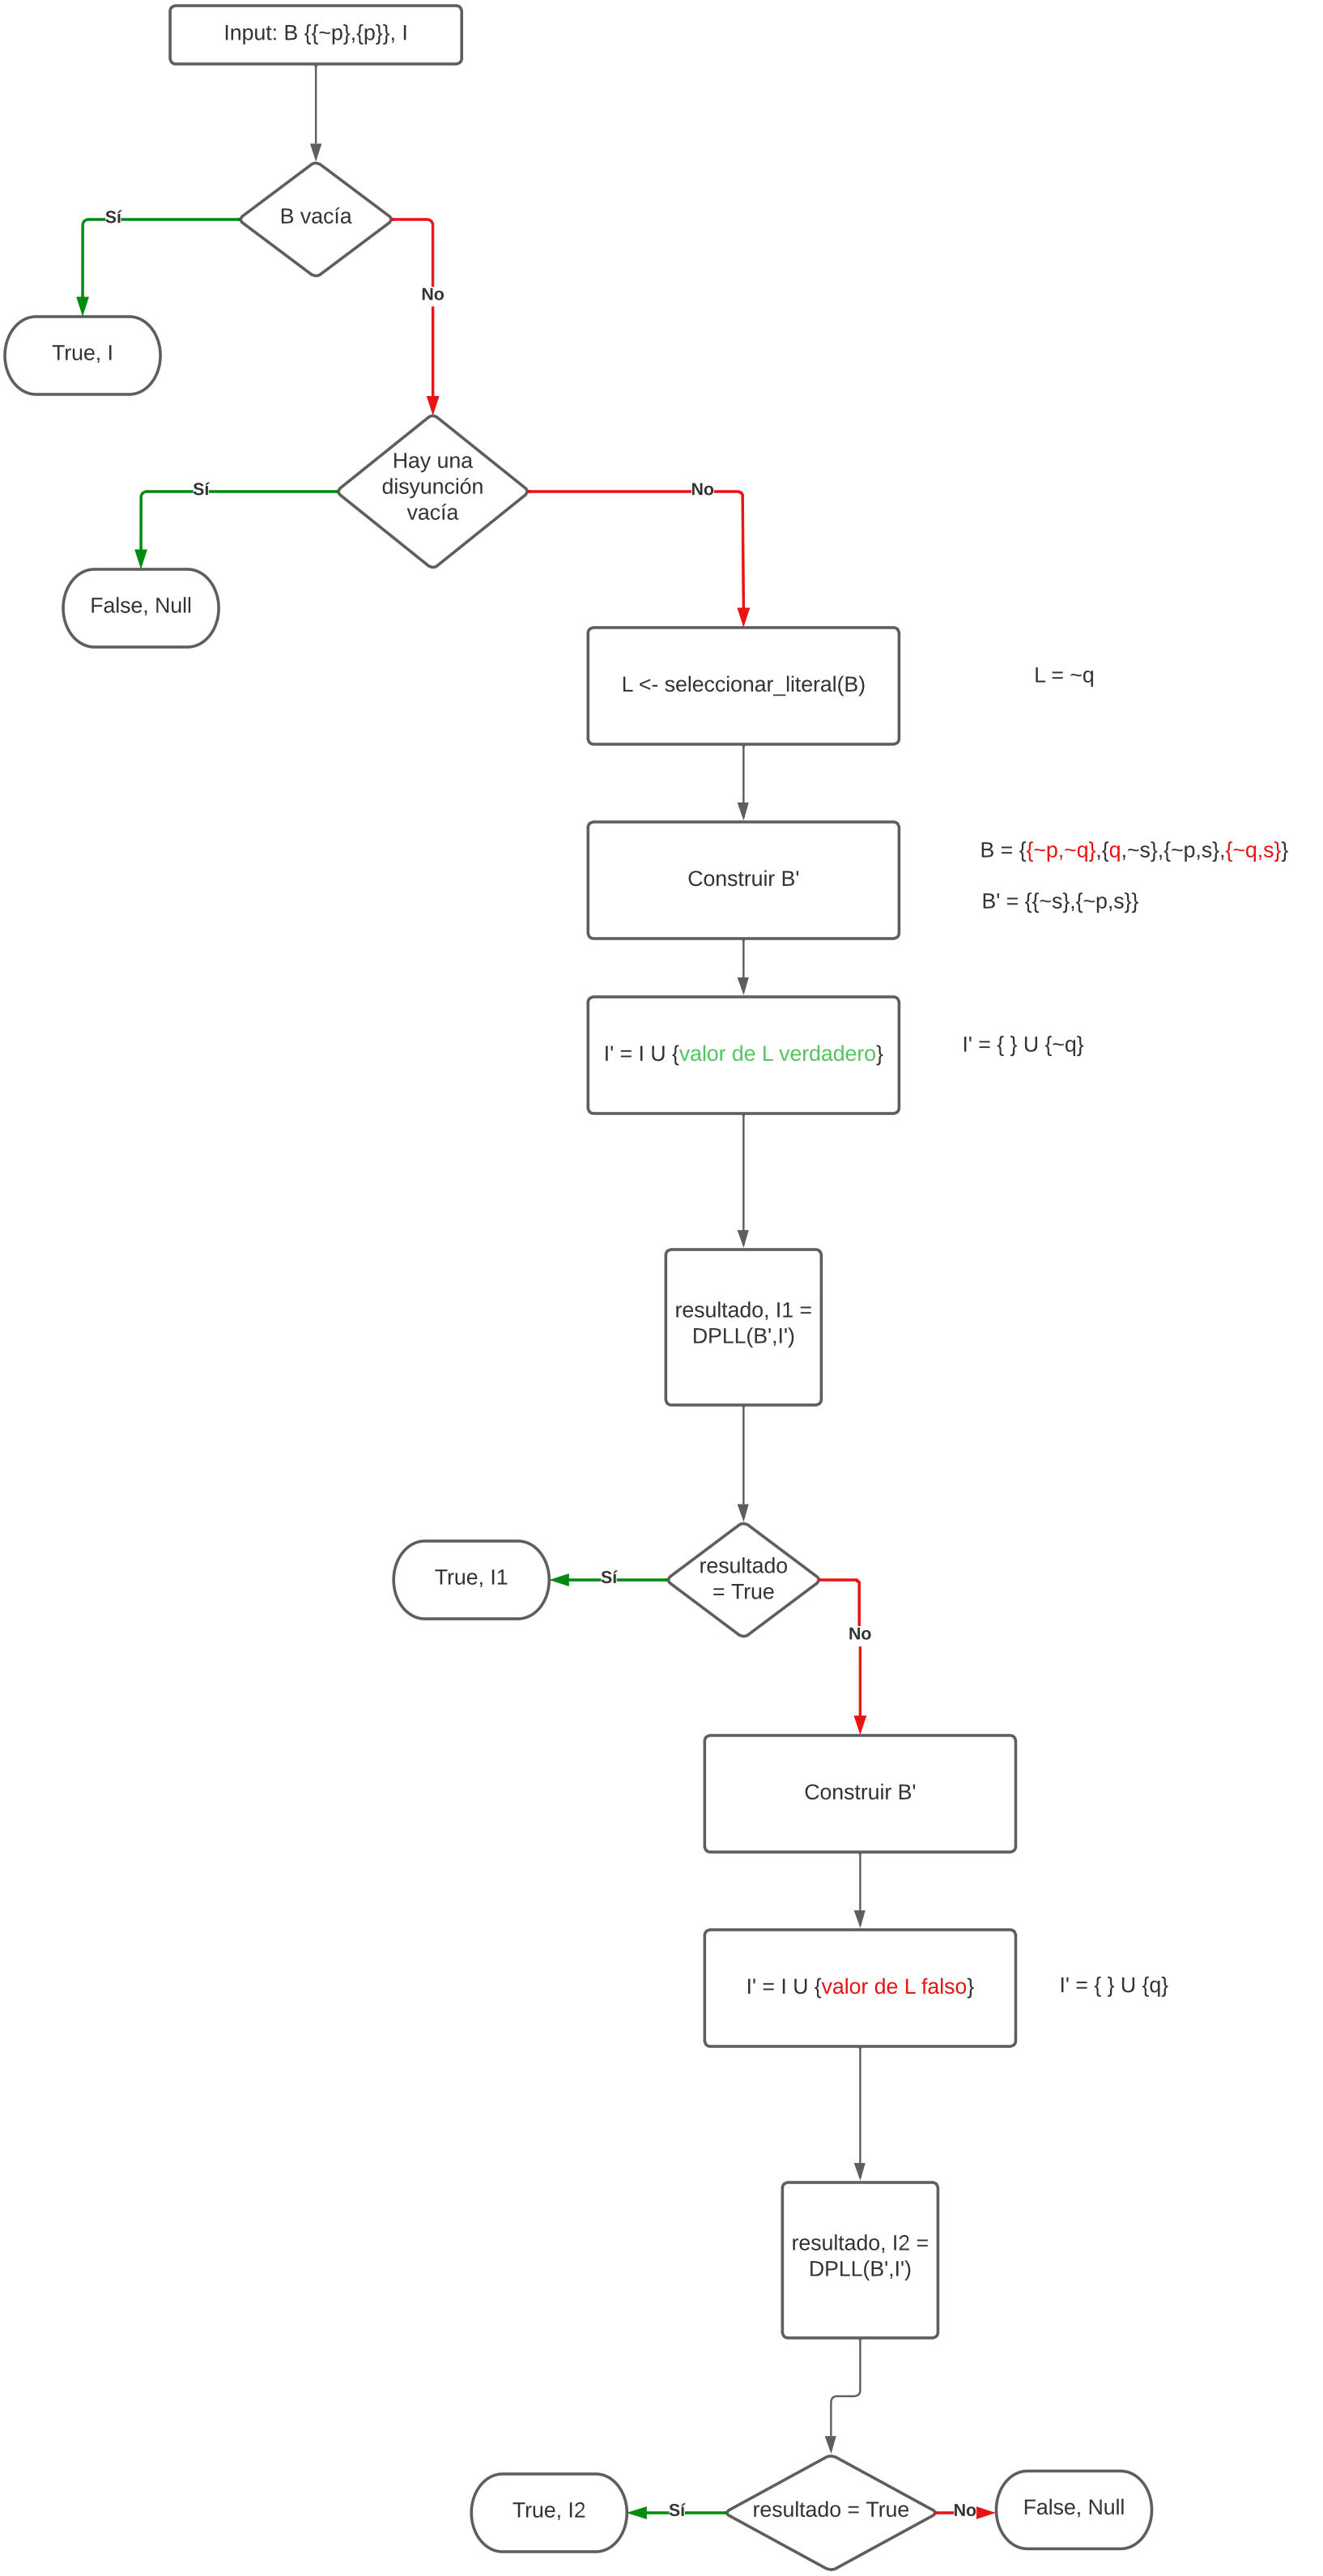 Input: B {{~p},{p}}, I
B vacía
Sí
No
True, I
Hay una
disyunción
vacía
Sí
No
False, Null
L <- seleccionar_literal(B)
L = ~q
Construir B'
B = {{~p,~q},{q,~s},{~p,s},{~q,s}}
B' = {{~s},{~p,s}}
I' = I U {valor de L verdadero}
I' = { } U {~q}
resultado, I1 =
DPLL(B',I')
resultado
= True
Sí
True, I1
No
Construir B'
I' = I U {valor de L falso}
I' = { } U {q}
resultado, I2 =
DPLL(B',I')
True, I2
Sí
resultado = True
No
False, Null